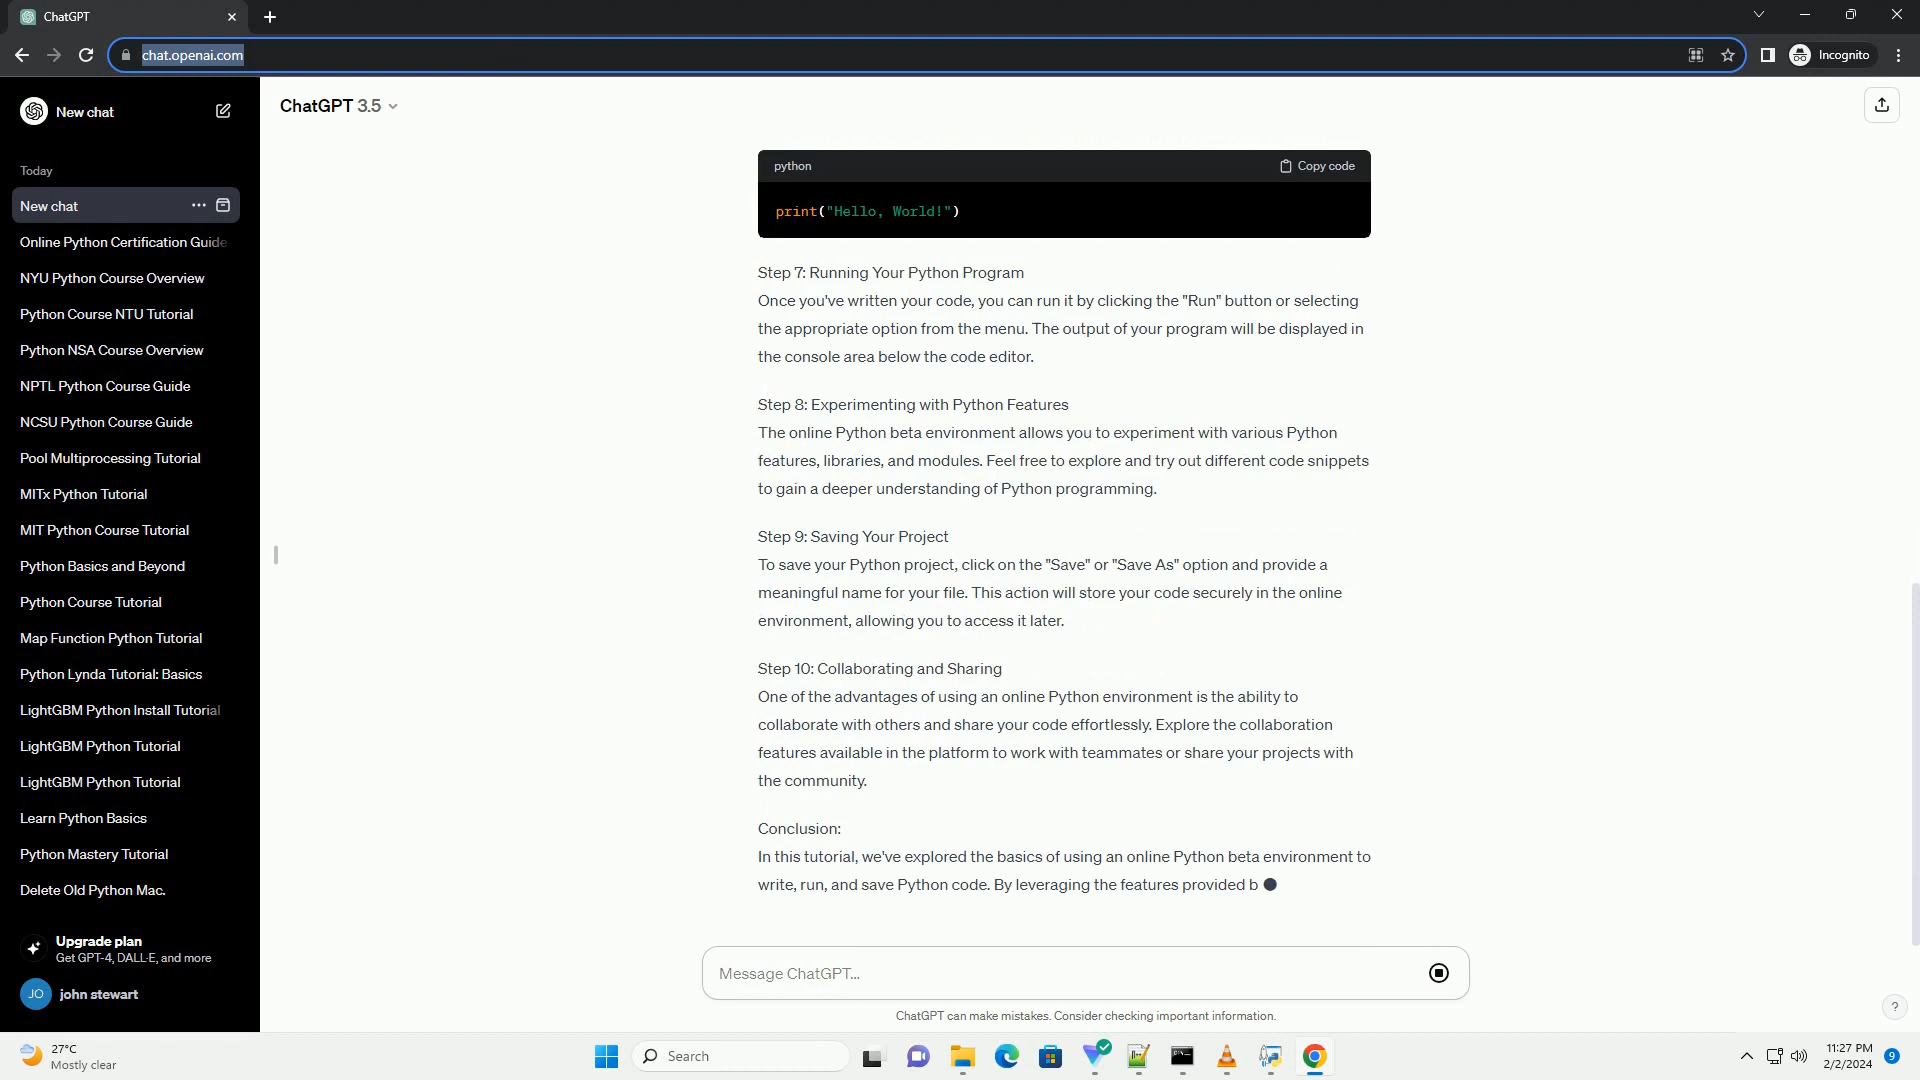 ChatGPT
chat.openai.com
Incognito
New chat
Today
New chat
Online Python Certification Guide
NYU Python Course Overview
Python Course NTU Tutorial
Python NSA Course Overview
NPTL Python Course Guide
NCSU Python Course Guide
Pool Multiprocessing Tutorial
MITx Python Tutorial
MIT Python Course Tutorial
Python Basics and Beyond
Python Course Tutorial
Map Function Python Tutorial
Python Lynda Tutorial: Basics
LightGBM Python Install Tutorial
LightGBM Python Tutorial
LightGBM Python Tutorial
Learn Python Basics
Python Mastery Tutorial
Delete Old Python Mac.
Upgrade plan
Get GPT-4, DALL·E, and more
JO john stewart
ChatGPT 3.5
python Copy code
print("Hello, World!")
Step 7: Running Your Python Program
Once you've written your code, you can run it by clicking the "Run" button or selecting
the appropriate option from the menu. The output of your program will be displayed in
the console area below the code editor.
Step 8: Experimenting with Python Features
The online Python beta environment allows you to experiment with various Python
features, libraries, and modules. Feel free to explore and try out different code snippets
to gain a deeper understanding of Python programming.
Step 9: Saving Your Project
To save your Python project, click on the "Save" or "Save As" option and provide a
meaningful name for your file. This action will store your code securely in the online
environment, allowing you to access it later.
Step 10: Collaborating and Sharing
One of the advantages of using an online Python environment is the ability to
collaborate with others and share your code effortlessly. Explore the collaboration
features available in the platform to work with teammates or share your projects with
the community.
Conclusion:
In this tutorial, we've explored the basics of using an online Python beta environment to
write, run, and save Python code. By leveraging the features provided b
Message ChatGPT...
ChatGPT can make mistakes. Consider checking important information.
?
27°C
Mostly clear
Search
11:27 PM
2/2/2024
9